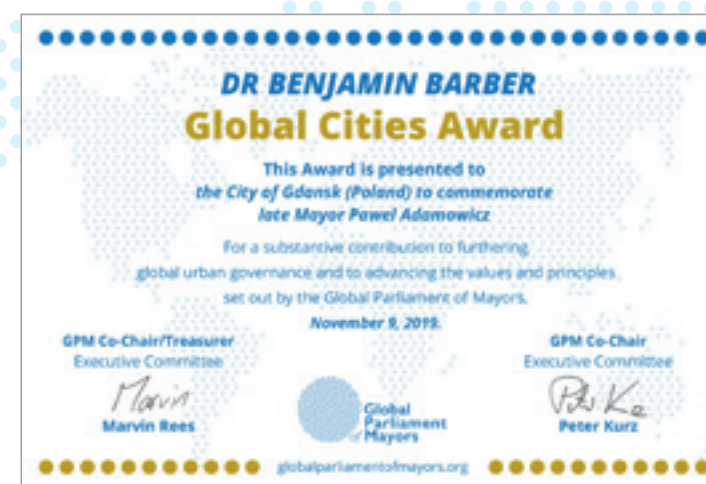 DR BENJAMIN BARBER
Global Cities Award
This Award is presented to
the City of Gdansk (Poland) to commemorate
late Mayor Pawel Adamowicz
For a substantive contribution to furthering
global urban governance and to advancing the values and principles
set out by the Global Parliament of Mayors.
November 9, 2019.
GPM Co-Chair/Treasurer
Executive Committee
Marvin
Marvin Rees
GPM Co-Chair
Executive Committee
Peter Kurz
Global
Parliament
of Mayors
globalparliamentofmayors.org